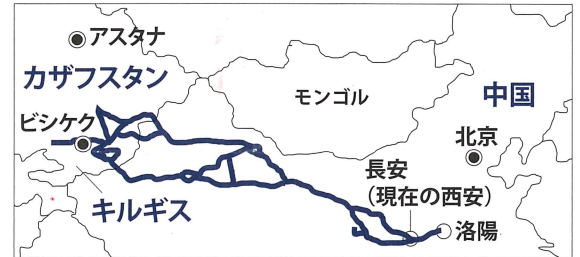 アスタナ
カザフスタン
モンゴル
中国
ビシケク
北京
長安
（現在の西安）
キルギス
洛陽